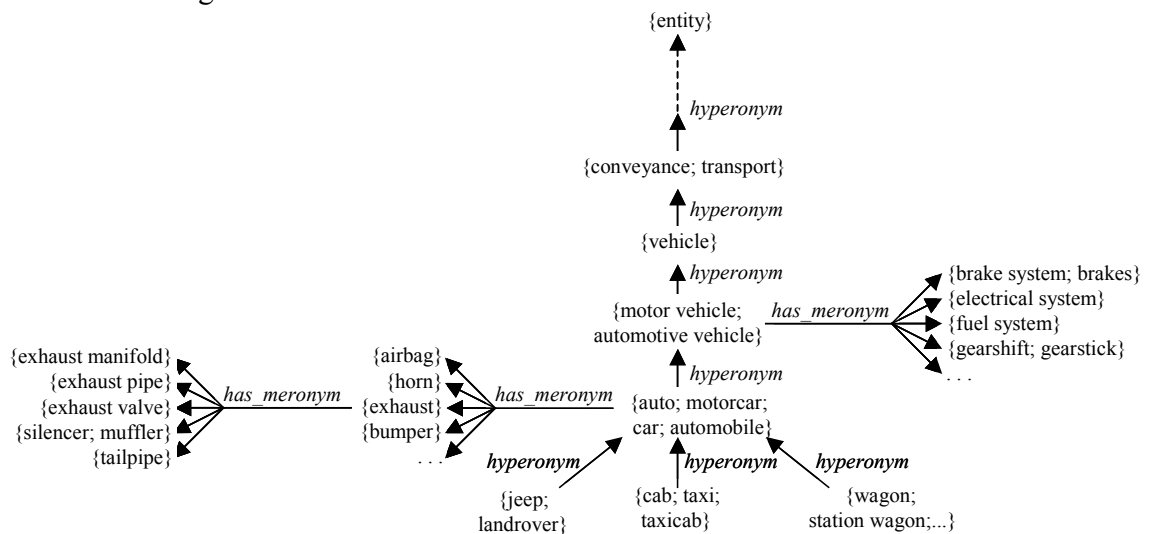 g
{entity}
hyperonym
{conveyance; transport}
hyperonym
{vehicle}
hyperonym
{motor vehicle;
automotive vehicle}
has_meronym
{brake system; brakes}
{electrical system}
{fuel system}
{gearshift; gearstick}
. . .
hyperonym
{auto; motorcar;
car; automobile}
has_meronym
{airbag}
{horn}
{exhaust}
{bumper}
. . .
has_meronym
{exhaust manifold}
{exhaust pipe}
{exhaust valve}
{silencer; muffler}
{tailpipe}
hyperonym
hyperonym
hyperonym
{jeep;
landrover}
{cab; taxi;
taxicab}
{wagon;
station wagon;...}